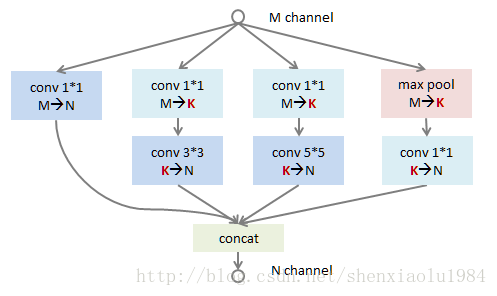 M channel
conv 1*1
M→N
conv 1*1
M→K
conv 1*1
M→K
max pool
M→K
conv 3*3
K→N
conv 5*5
K→N
conv 1*1
K→N
concat
N channel
http://blog.csdn.net/shenxiaolu1984